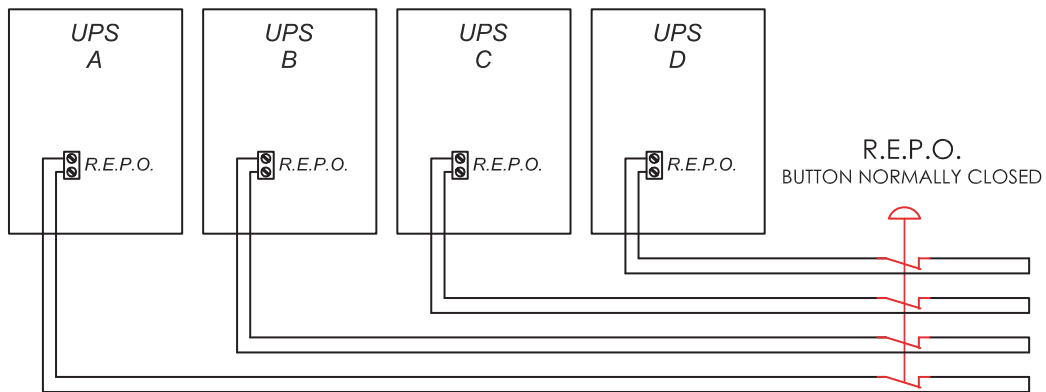 UPS
A
UPS
B
UPS
C
UPS
D
R.E.P.O.
R.E.P.O.
R.E.P.O.
R.E.P.O.
R.E.P.O.
BUTTON NORMALLY CLOSED